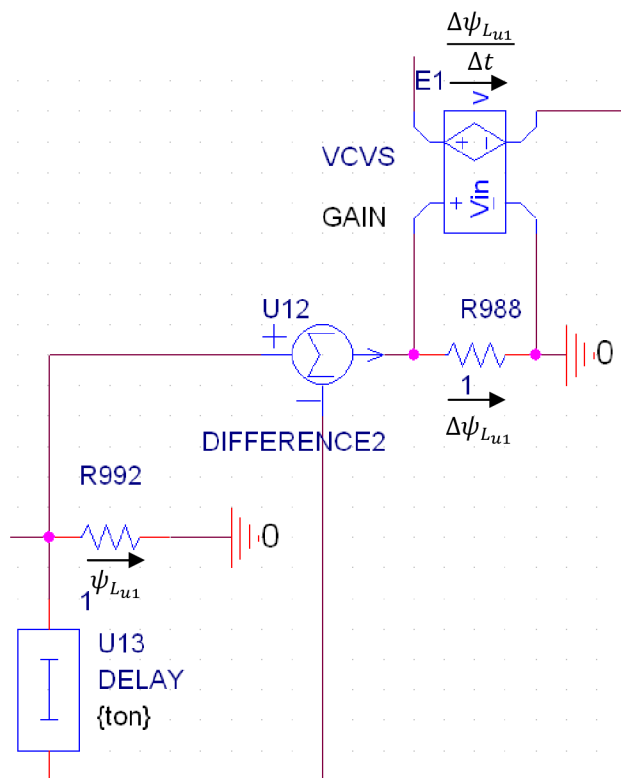 Δψ_{L_{u1}}
Δt
E1
V
+ −
VCVS
Vin
+ −
GAIN
U12
R988
+
0
1
−
Δψ_{L_{u1}}
DIFFERENCE2
R992
0
ψ_{L_{u1}}
1
U13
DELAY
{ton}